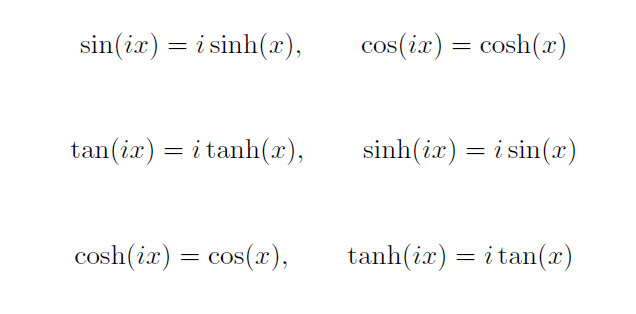 sin(ix) = i sinh(x), cos(ix) = cosh(x)
tan(ix) = i tanh(x), sinh(ix) = i sin(x)
cosh(ix) = cos(x), tanh(ix) = i tan(x)